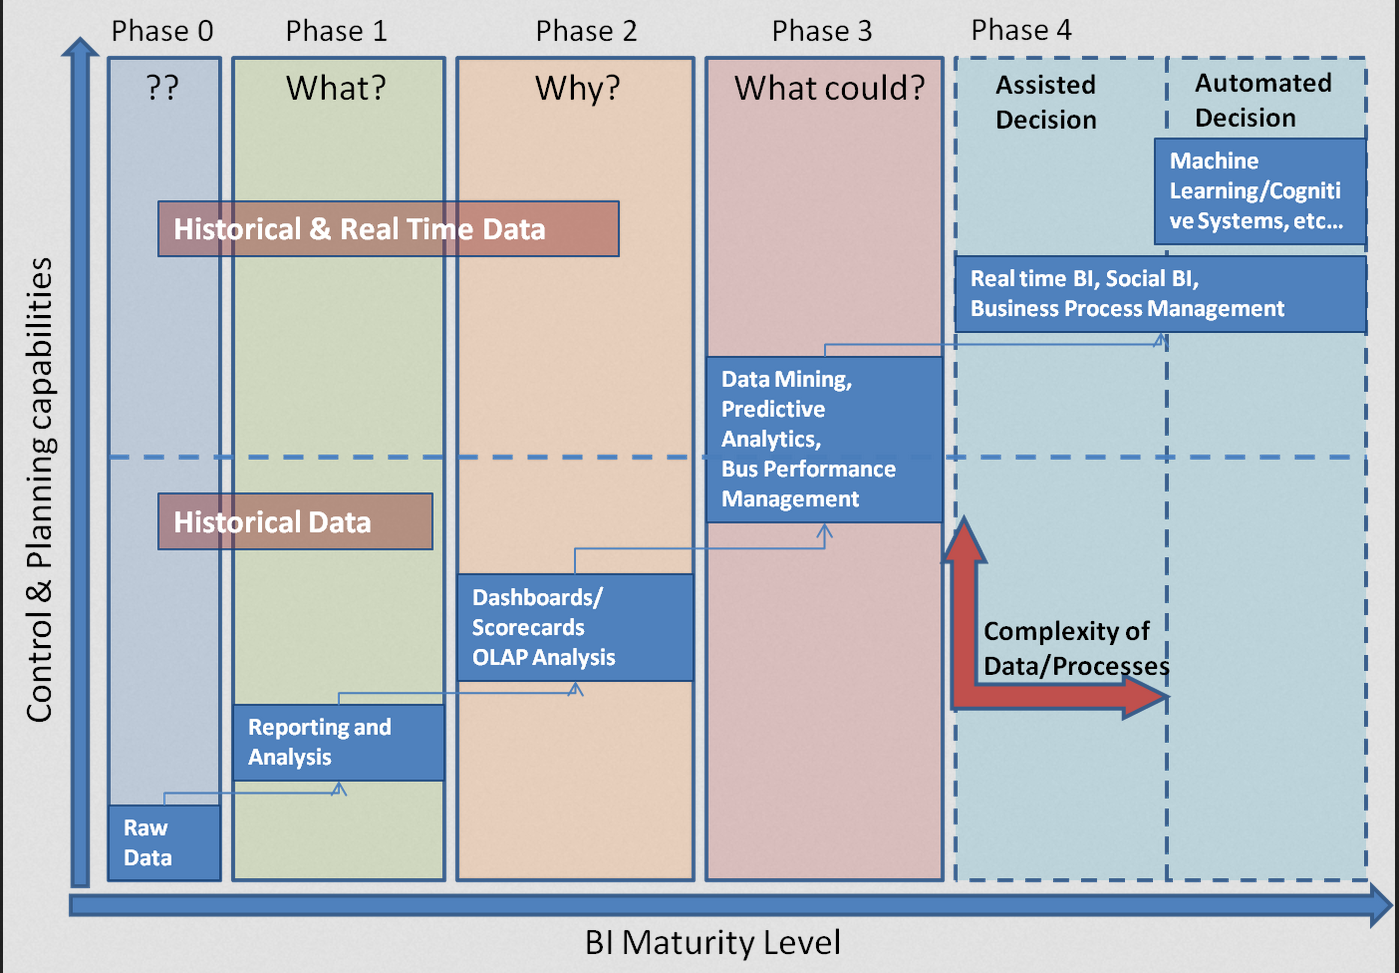 Phase 0
Phase 1
Phase 2
Phase 3
Phase 4
??
What?
Why?
What could?
Assisted
Decision
Automated
Decision
Machine
Learning/Cogniti
ve Systems, etc...
Historical & Real Time Data
Real time BI, Social BI,
Business Process Management
Data Mining,
Predictive
Analytics,
Bus Performance
Management
Historical Data
Dashboards/
Scorecards
OLAP Analysis
Complexity of
Data/Processes
Reporting and
Analysis
Raw
Data
Control & Planning capabilities
BI Maturity Level